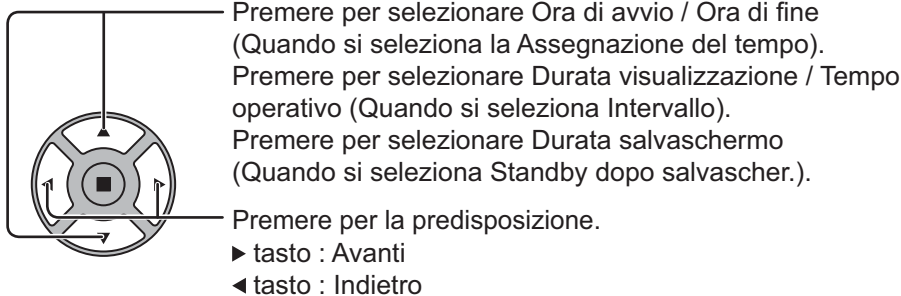 Premere per selezionare Ora di avvio / Ora di fine
(Quando si seleziona la Assegnazione del tempo).
Premere per selezionare Durata visualizzazione / Tempo
operativo (Quando si seleziona Intervallo).
Premere per selezionare Durata salvaschermo
(Quando si seleziona Standby dopo salvascher.).
Premere per la predisposizione.
▶ tasto : Avanti
◀ tasto : Indietro